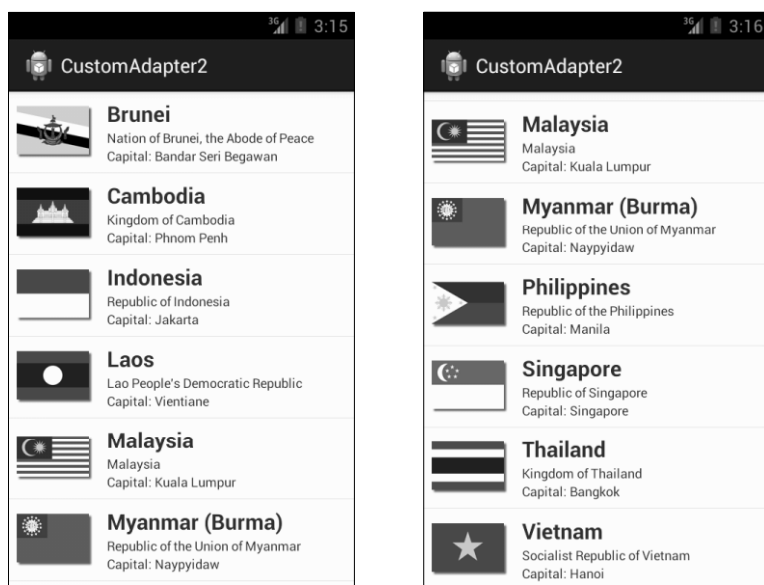 3G 3:15
CustomAdapter2
Brunei
Nation of Brunei, the Abode of Peace
Capital: Bandar Seri Begawan
Cambodia
Kingdom of Cambodia
Capital: Phnom Penh
Indonesia
Republic of Indonesia
Capital: Jakarta
Laos
Lao People's Democratic Republic
Capital: Vientiane
Malaysia
Malaysia
Capital: Kuala Lumpur
Myanmar (Burma)
Republic of the Union of Myanmar
Capital: Naypyidaw
3G 3:16
CustomAdapter2
Malaysia
Malaysia
Capital: Kuala Lumpur
Myanmar (Burma)
Republic of the Union of Myanmar
Capital: Naypyidaw
Philippines
Republic of the Philippines
Capital: Manila
Singapore
Republic of Singapore
Capital: Singapore
Thailand
Kingdom of Thailand
Capital: Bangkok
Vietnam
Socialist Republic of Vietnam
Capital: Hanoi